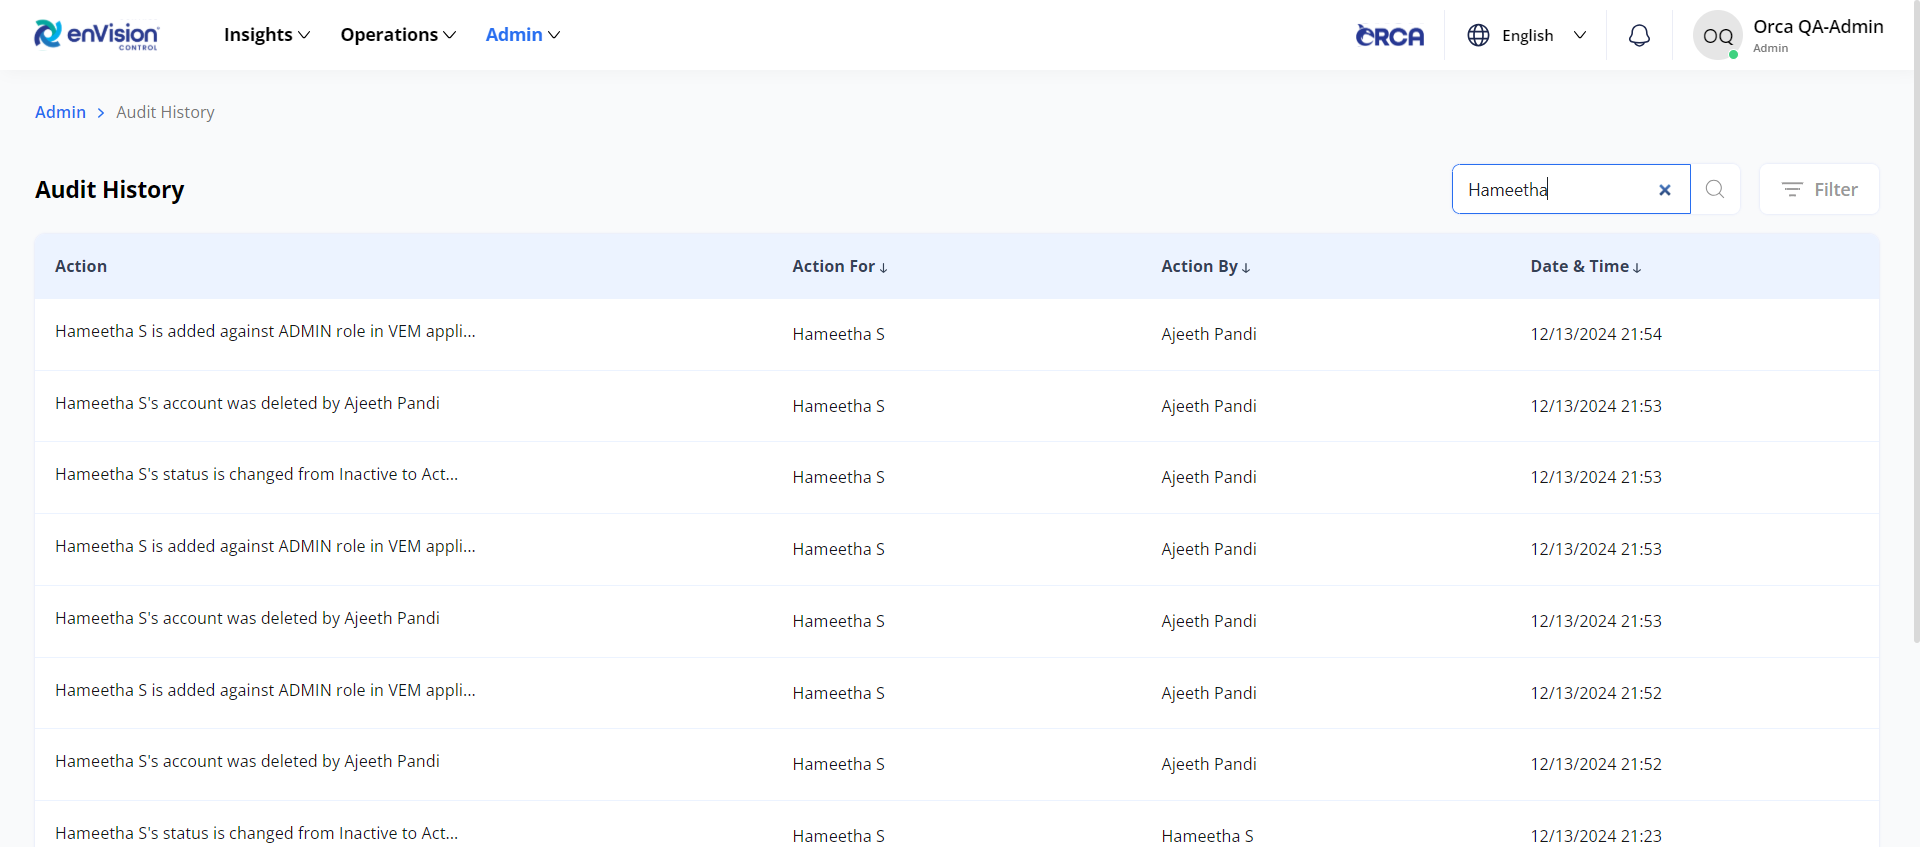 enVision CONTROL Insights Operations Admin ORCA English OQ Orca QA-Admin
Admin
Admin > Audit History
Audit History Hameetha Filter
Action Action For ↓ Action By ↓ Date & Time ↓
Hameetha S is added against ADMIN role in VEM appli... Hameetha S Ajeeth Pandi 12/13/2024 21:54
Hameetha S's account was deleted by Ajeeth Pandi Hameetha S Ajeeth Pandi 12/13/2024 21:53
Hameetha S's status is changed from Inactive to Act... Hameetha S Ajeeth Pandi 12/13/2024 21:53
Hameetha S is added against ADMIN role in VEM appli... Hameetha S Ajeeth Pandi 12/13/2024 21:53
Hameetha S's account was deleted by Ajeeth Pandi Hameetha S Ajeeth Pandi 12/13/2024 21:53
Hameetha S is added against ADMIN role in VEM appli... Hameetha S Ajeeth Pandi 12/13/2024 21:52
Hameetha S's account was deleted by Ajeeth Pandi Hameetha S Ajeeth Pandi 12/13/2024 21:52
Hameetha S's status is changed from Inactive to Act... Hameetha S Hameetha S 12/13/2024 21:23